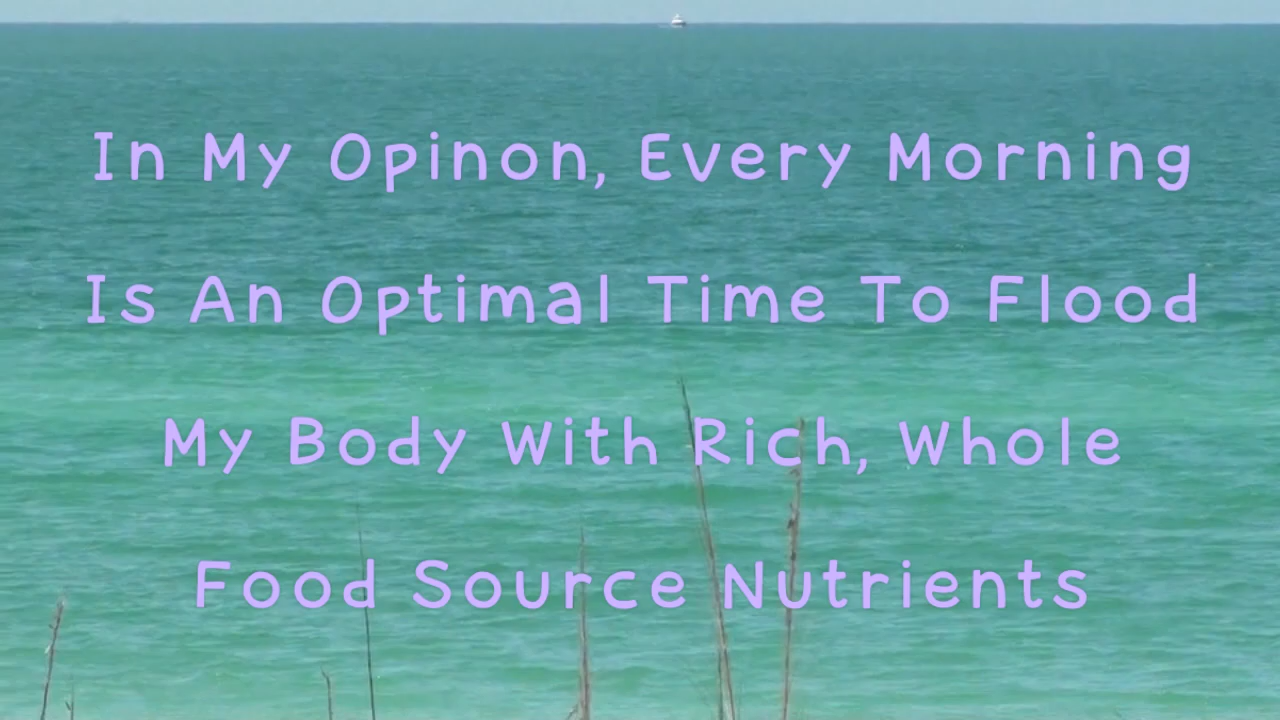 In My Opinon, Every Morning
Is An Optimal Time To Flood
My Body With Rich, Whole
Food Source Nutrients